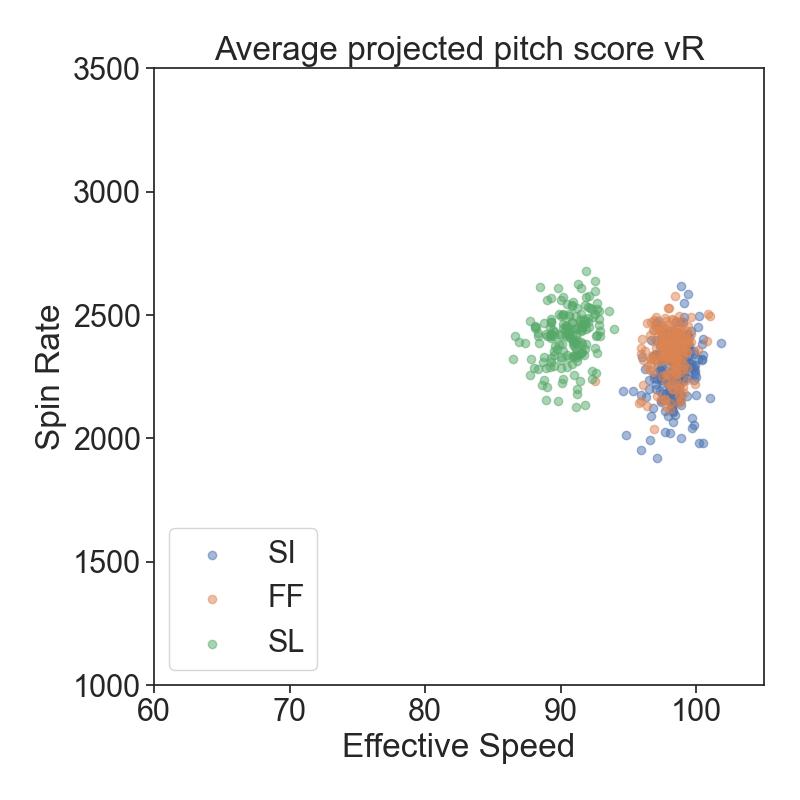 Average projected pitch score vR
3500
3000
2500
2000
1500
1000
Spin Rate
SI
FF
SL
60 70 80 90 100
Effective Speed